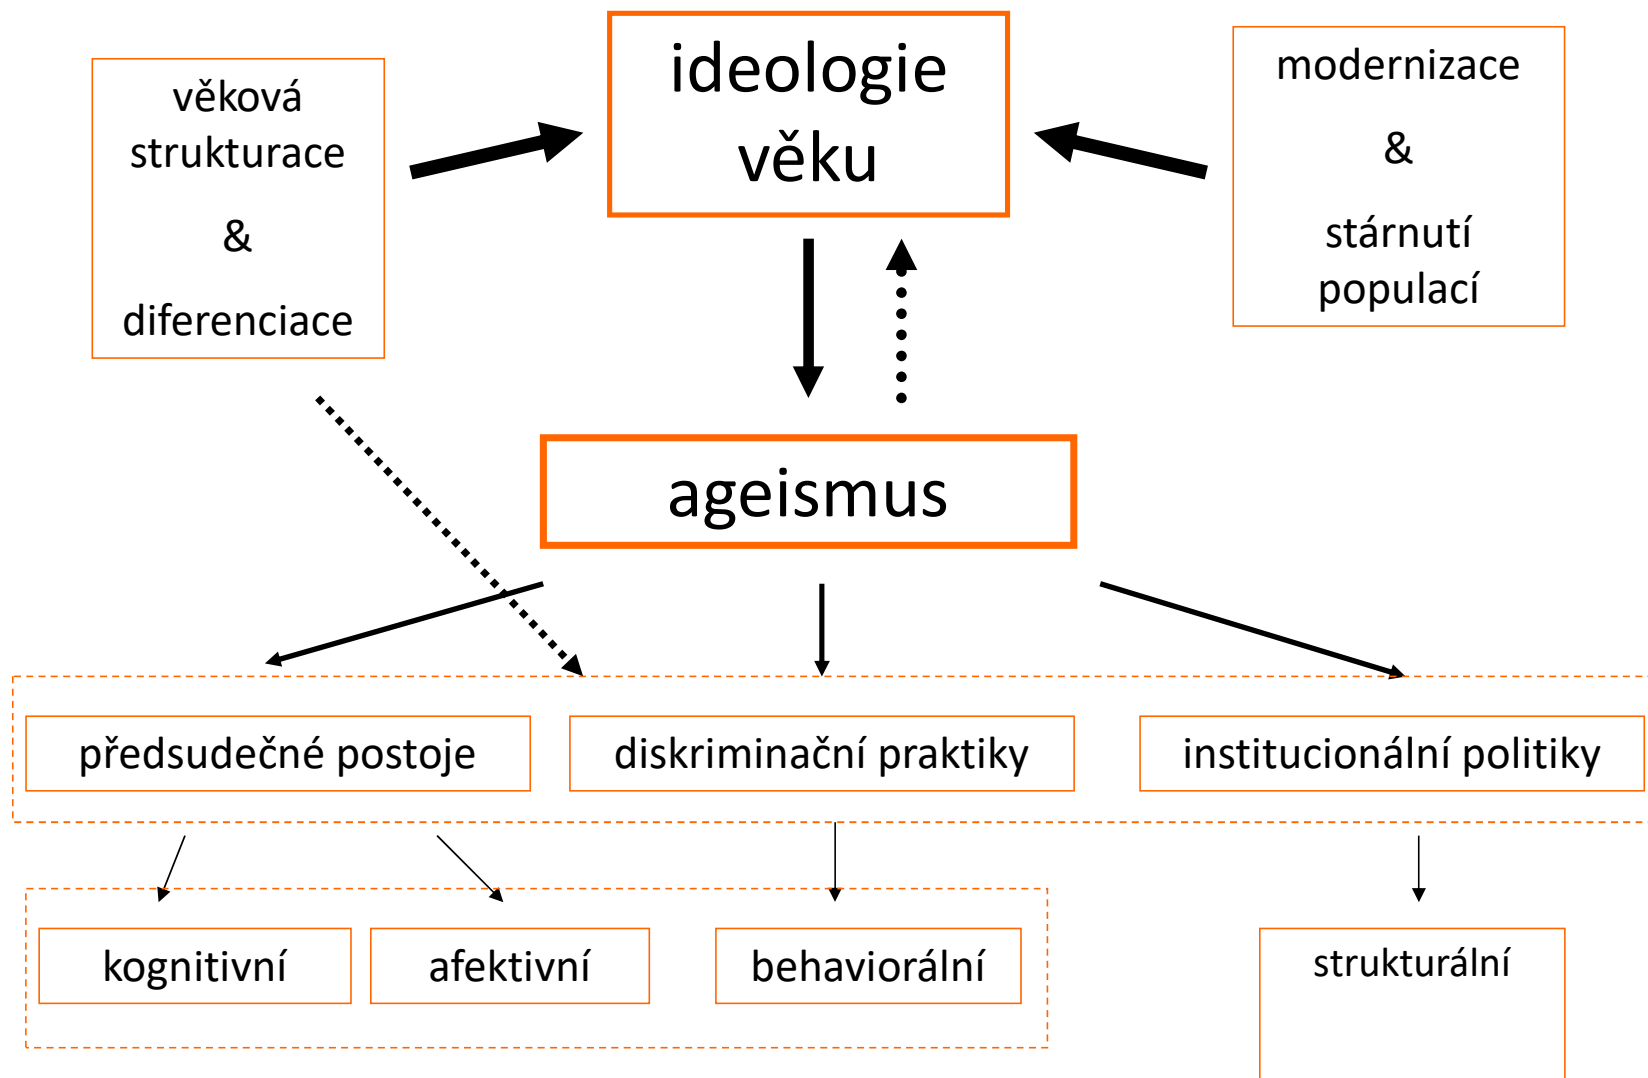 ideologie
věku
věková
strukturace
&
diferenciace
modernizace
&
stárnutí
populací
ageismus
předsudečné postoje
diskriminační praktiky
institucionální politiky
kognitivní
afektivní
behaviorální
strukturální